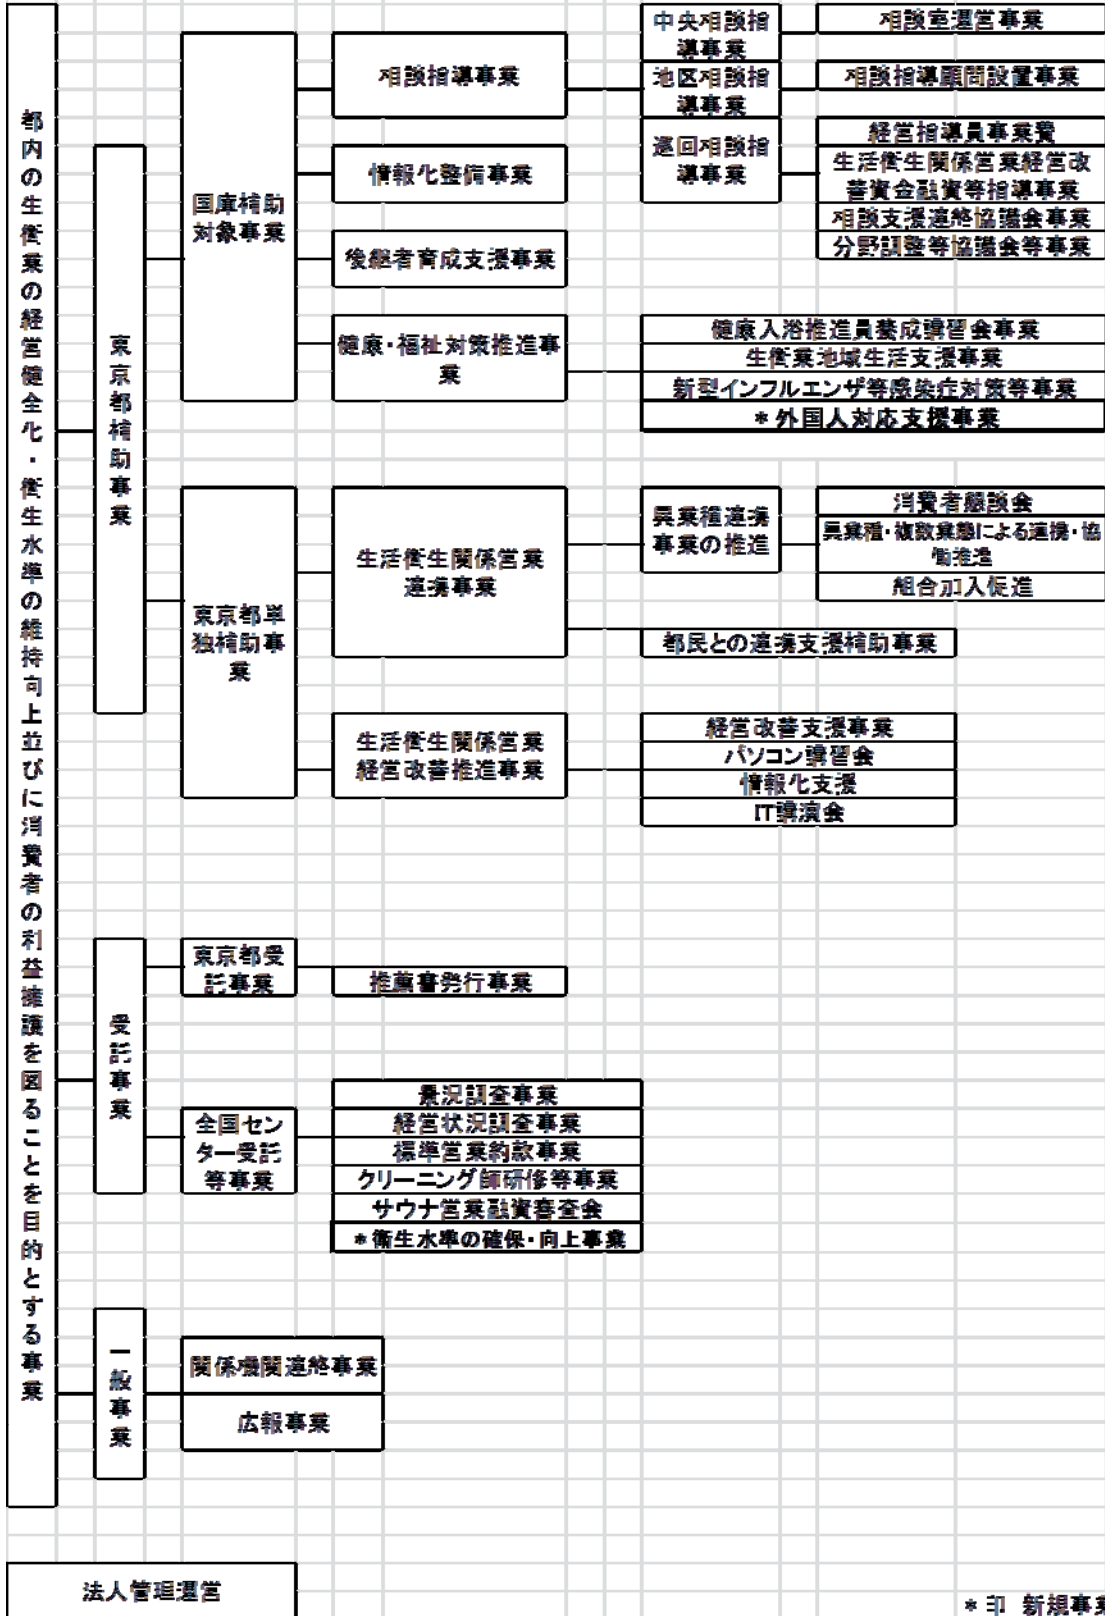 都内の生衛業の経営健全化・衛生水準の維持向上並びに消費者の利益擁護を図ることを目的とする事業
東京都補助事業
国庫補助
対象事業
相談指導事業
中央相談指
導事業
相談室運営事業
地区相談指
導事業
相談指導顧問設置事業
巡回相談指
導事業
経営指導員事業費
生活衛生関係営業経営改
善資金融資等指導事業
相談支援連絡協議会事業
分野調整等協議会等事業
情報化整備事業
後継者育成支援事業
健康・福祉対策推進事
業
健康入浴推進員養成講習会事業
生衛業地域生活支援事業
新型インフルエンザ等感染症対策等事業
*外国人対応支援事業
東京都単
独補助事
業
生活衛生関係営業
連携事業
異業種連携
事業の推進
消費者懇談会
異業種・複数業態による連携・協
働推進
組合加入促進
都民との連携支援補助事業
生活衛生関係営業
経営改善推進事業
経営改善支援事業
パソコン講習会
情報化支援
IT講演会
受託事業
東京都受
託事業
推薦書発行事業
全国セン
ター受託
等事業
景況調査事業
経営状況調査事業
標準営業約款事業
クリーニング師研修等事業
サウナ営業融資審査会
*衛生水準の確保・向上事業
一般事業
関係機関連絡事業
広報事業
法人管理運営
*印 新規事業